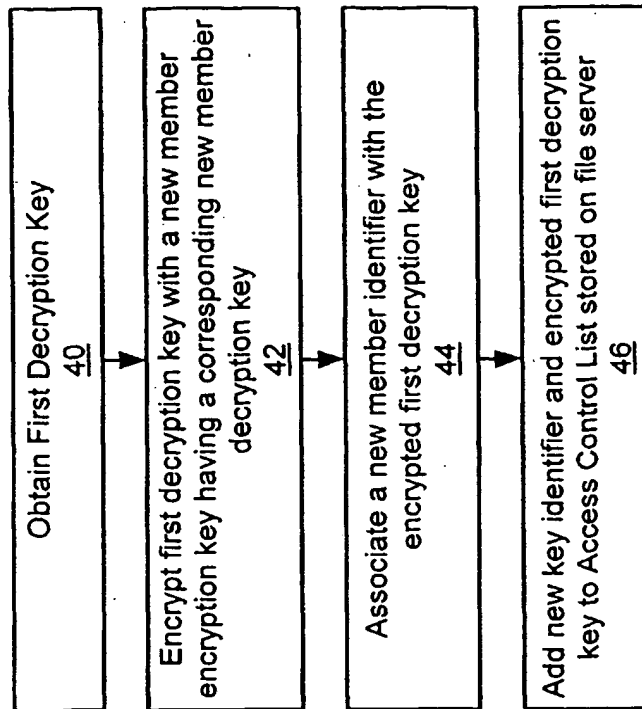 Obtain First Decryption Key
40
Encrypt first decryption key with a new member
encryption key having a corresponding new member
decryption key
42
Associate a new member identifier with the
encrypted first decryption key
44
Add new key identifier and encrypted first decryption
key to Access Control List stored on file server
46